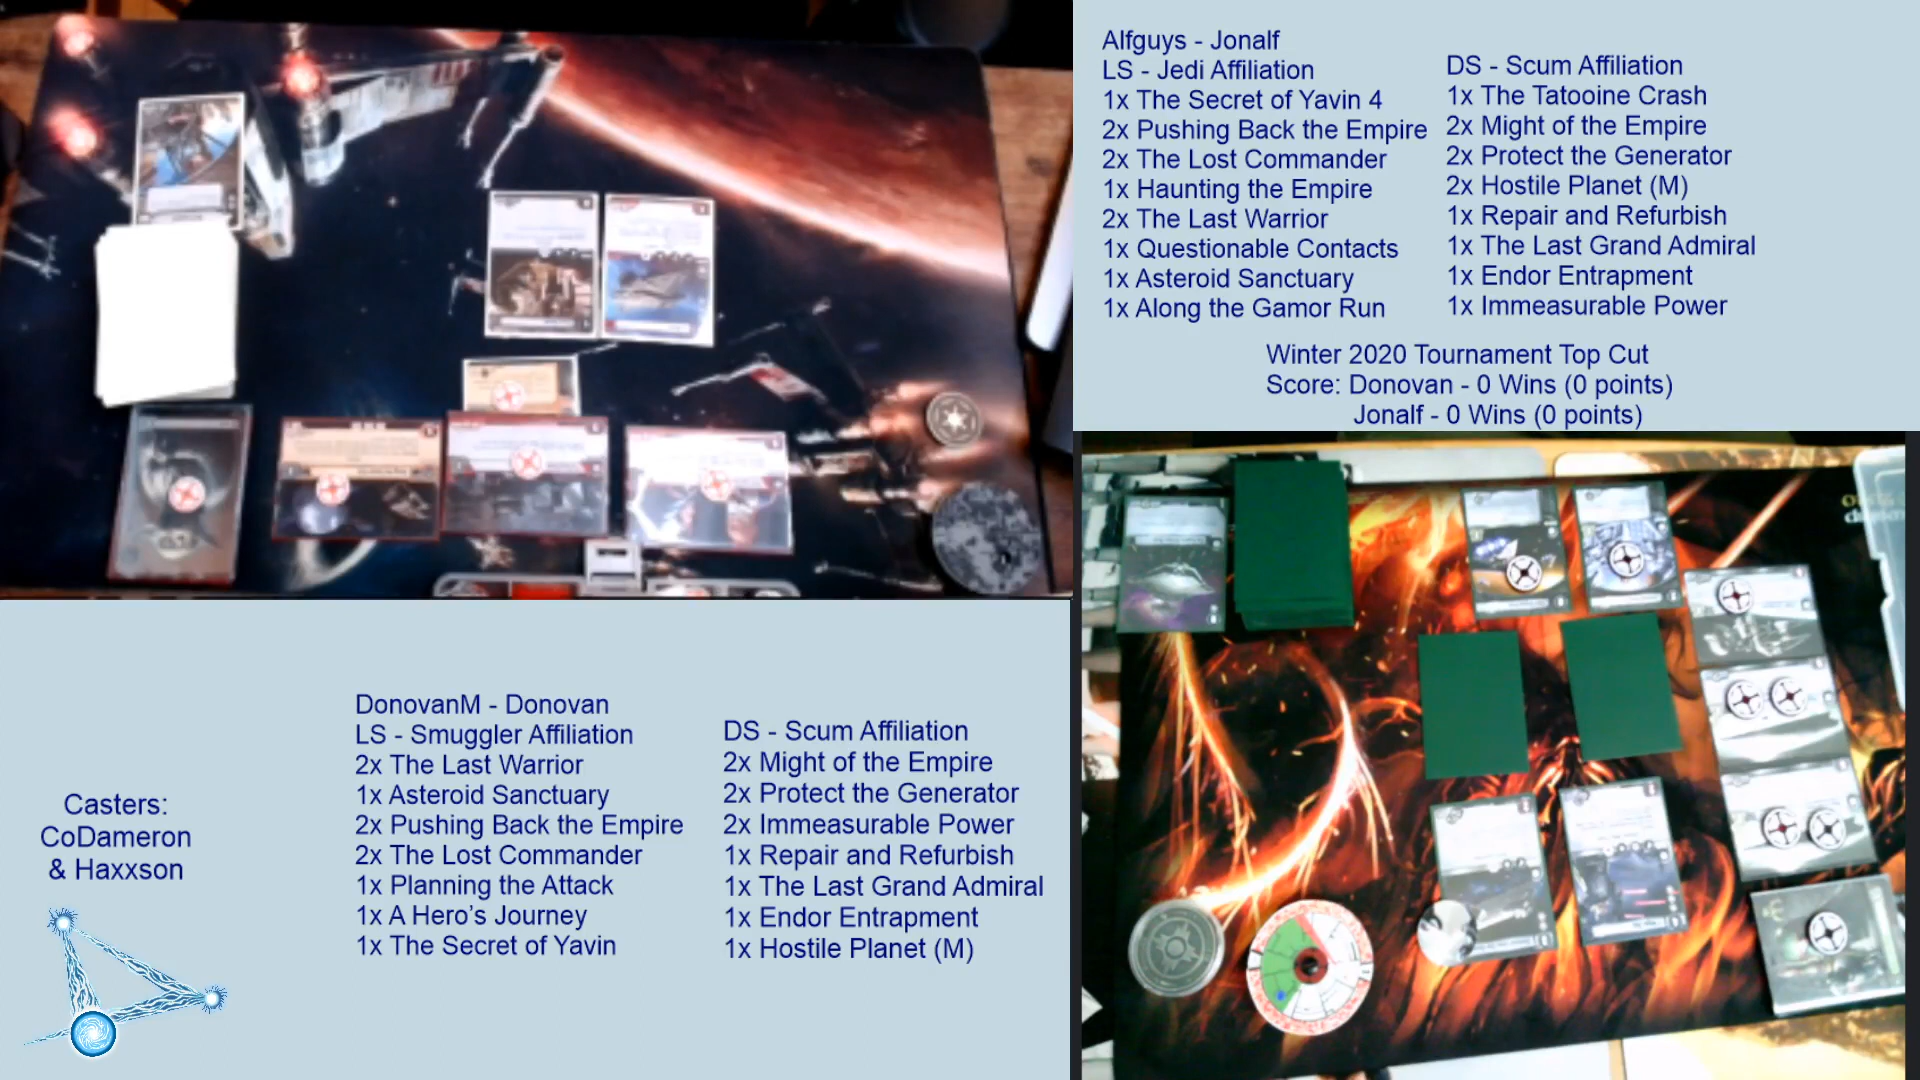 Alfguys - Jonalf
LS - Jedi Affiliation
1x The Secret of Yavin 4
2x Pushing Back the Empire
2x The Lost Commander
1x Haunting the Empire
2x The Last Warrior
1x Questionable Contacts
1x Asteroid Sanctuary
1x Along the Gamor Run
DS - Scum Affiliation
1x The Tatooine Crash
2x Might of the Empire
2x Protect the Generator
2x Hostile Planet (M)
1x Repair and Refurbish
1x The Last Grand Admiral
1x Endor Entrapment
1x Immeasurable Power
Winter 2020 Tournament Top Cut
Score: Donovan - 0 Wins (0 points)
Jonalf - 0 Wins (0 points)
Casters:
CoDameron
& Haxxson
DonovanM - Donovan
LS - Smuggler Affiliation
2x The Last Warrior
1x Asteroid Sanctuary
2x Pushing Back the Empire
2x The Lost Commander
1x Planning the Attack
1x A Hero’s Journey
1x The Secret of Yavin
DS - Scum Affiliation
2x Might of the Empire
2x Protect the Generator
2x Immeasurable Power
1x Repair and Refurbish
1x The Last Grand Admiral
1x Endor Entrapment
1x Hostile Planet (M)